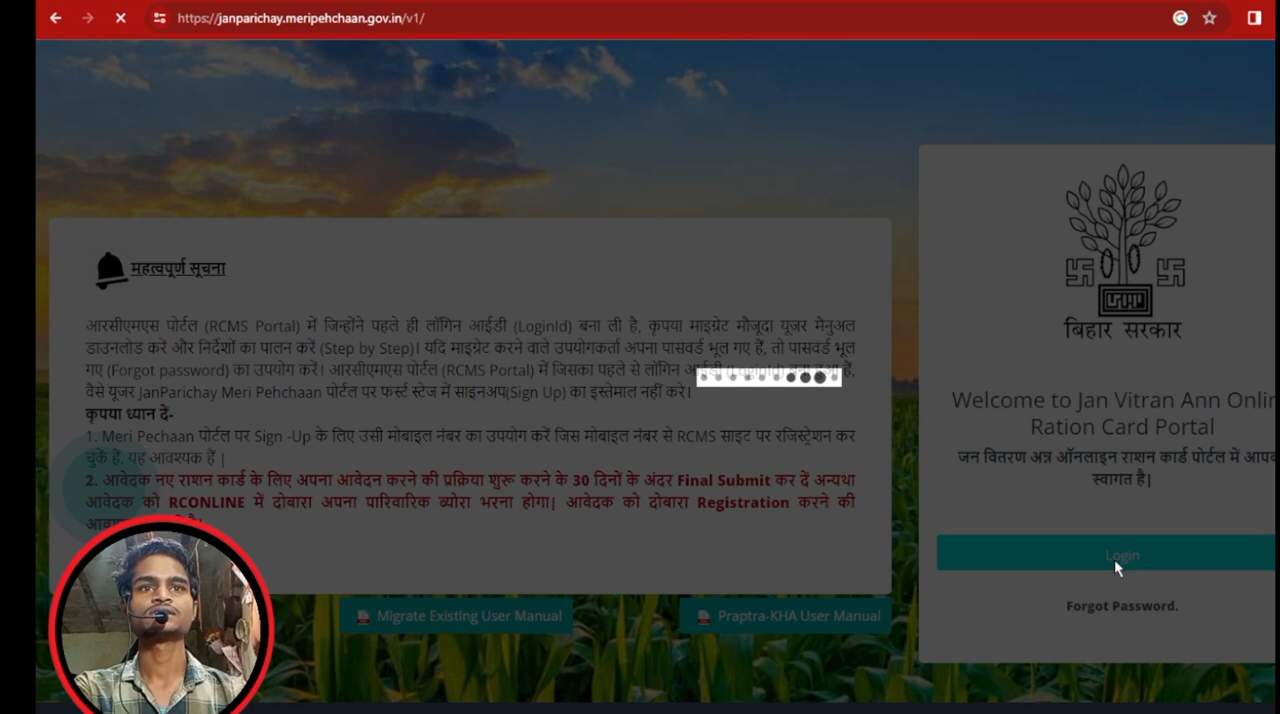 https://janparichay.meripehchaan.gov.in/v1/
महत्वपूर्ण सूचना
आरसीएमएस पोर्टल (RCMS Portal) में जिन्होंने पहले ही लॉगिन आईडी (LoginId) बना ली है, कृपया माइग्रेट मौजूदा यूजर मैनुअल
डाउनलोड करें और निर्देशों का पालन करें (Step by Step)। यदि माइग्रेट करने वाले उपयोगकर्ता अपना पासवर्ड भूल गए हैं, तो पासवर्ड भूल
गए (Forgot password) का उपयोग करें। आरसीएमएस पोर्टल (RCMS Portal) में जिसका पहले से लॉगिन हैं,
वैसे यूजर JanParichay Meri Pehchaan पोर्टल पर फर्स्ट स्टेज में साइनअप(Sign Up) का इस्तेमाल नहीं करे।
कृपया ध्यान दें-
1. Meri Pechaan पोर्टल पर Sign -Up के लिए उसी मोबाइल नंबर का उपयोग करें जिस मोबाइल नंबर से RCMS साइट पर रजिस्ट्रेशन कर
चुकें हैं. यह आवश्यक हैं |
2. आवेदक नए राशन कार्ड के लिए अपना आवेदन करने की प्रक्रिया शुरू करने के 30 दिनों के अंदर Final Submit कर दें अन्यथा
आवेदक को RCONLINE में दोबारा अपना पारिवारिक ब्योरा भरना होगा| आवेदक को दोबारा Registration करने की
Migrate Existing User Manual
Praptra-KHA User Manual
बिहार सरकार
Welcome to Jan Vitran Ann
Ration Card Portal
जन वितरण अन्न ऑनलाइन राशन कार्ड पोर्टल में
स्वागत है|
Login
Forgot Password.